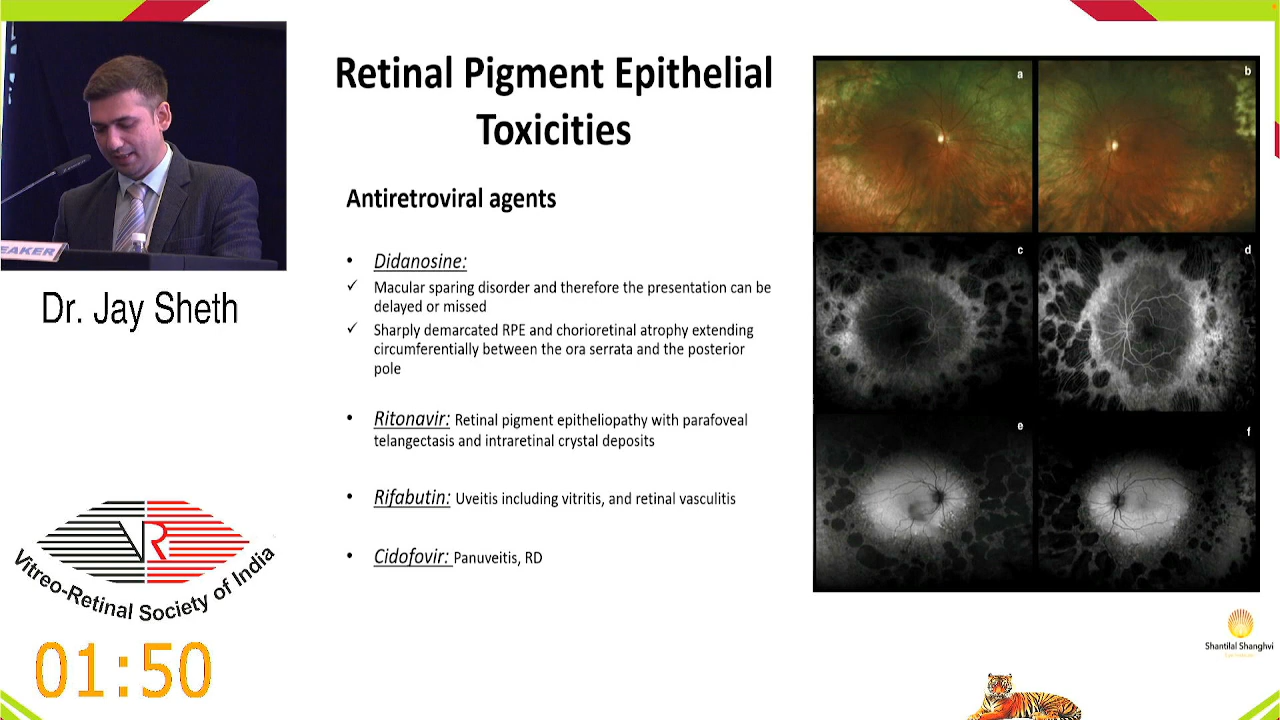 Retinal Pigment Epithelial
Toxicities
Antiretroviral agents
• Didanosine:
✓ Macular sparing disorder and therefore the presentation can be
delayed or missed
✓ Sharply demarcated RPE and chorioretinal atrophy extending
circumferentially between the ora serrata and the posterior
pole
• Ritonavir: Retinal pigment epitheliopathy with parafoveal
telangectasis and intraretinal crystal deposits
• Rifabutin: Uveitis including vitritis, and retinal vasculitis
• Cidofovir: Panuveitis, RD
a
b
c
d
e
f
EAKER
Dr. Jay Sheth
VR
Vitreo-Retinal Society of India
01:50
Shantilal Shanghvi